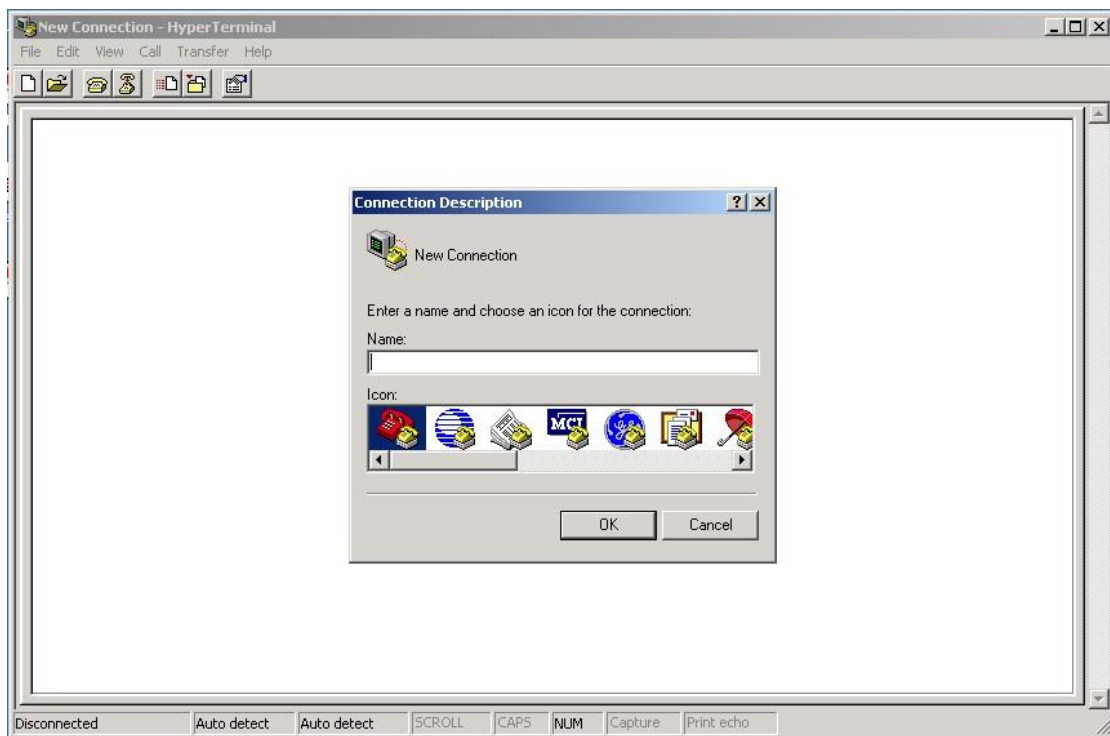 New Connection - HyperTerminal
File Edit View Call Transfer Help
Connection Description
New Connection
Enter a name and choose an icon for the connection:
Name:
Icon:
MCI
OK Cancel
Disconnected Auto detect Auto detect SCROLL CAPS NUM Capture Print echo